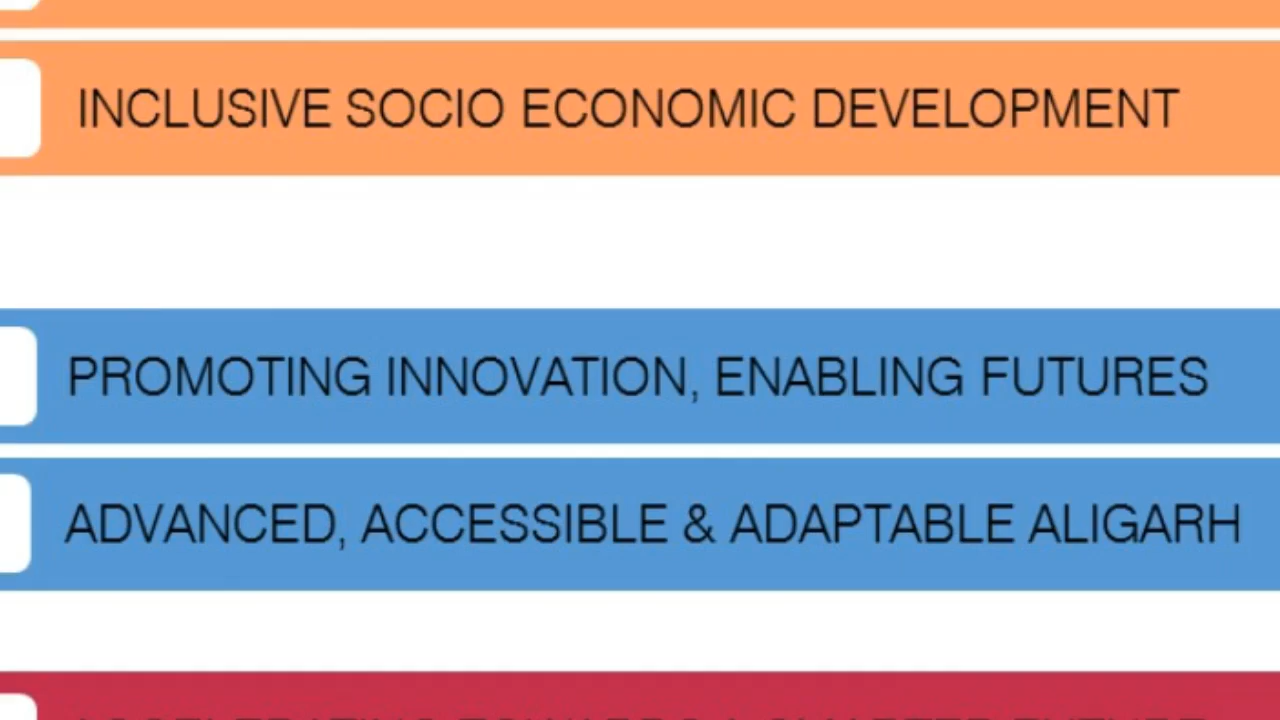 INCLUSIVE SOCIO ECONOMIC DEVELOPMENT
PROMOTING INNOVATION, ENABLING FUTURES
ADVANCED, ACCESSIBLE & ADAPTABLE ALIGARH